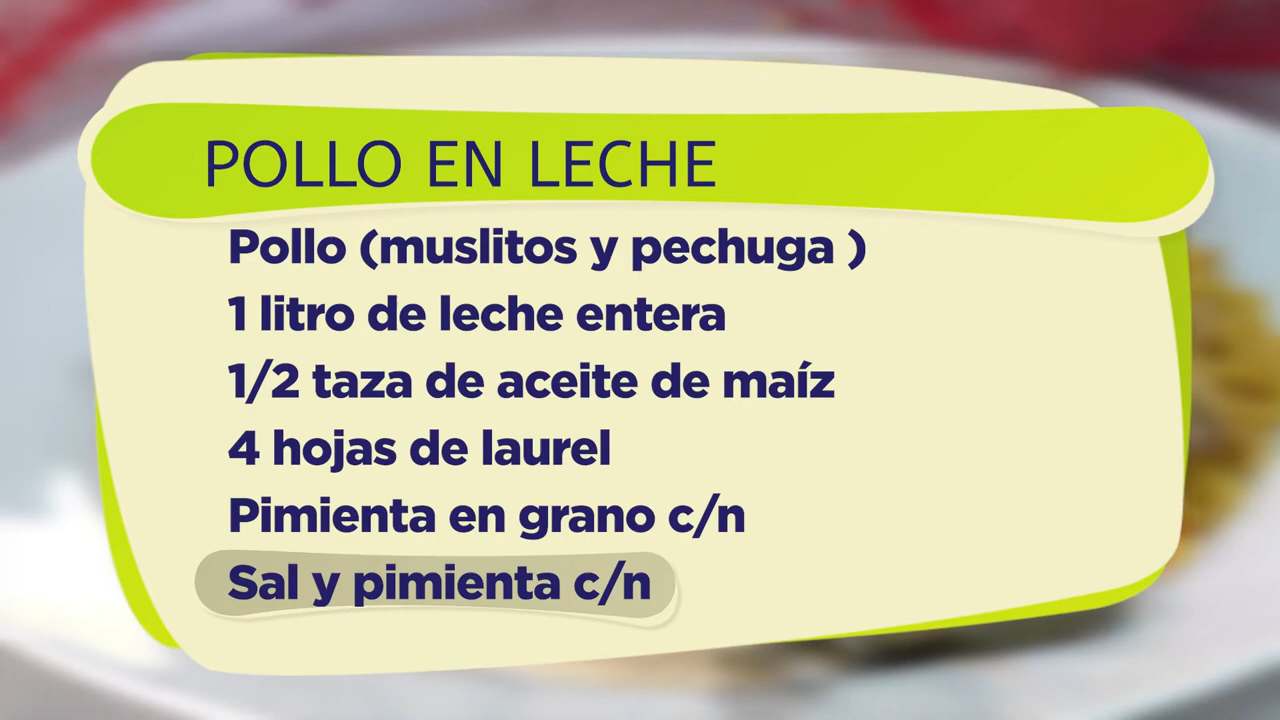 POLLO EN LECHE
Pollo (muslitos y pechuga )
1 litro de leche entera
1/2 taza de aceite de maíz
4 hojas de laurel
Pimienta en grano c/n
Sal y pimienta c/n